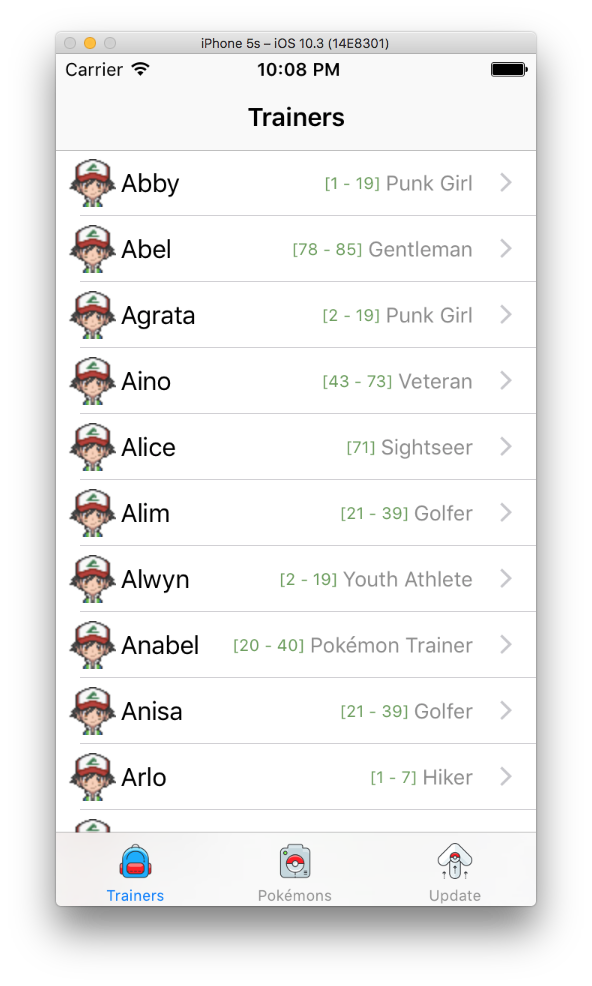 iPhone 5s – iOS 10.3 (14E8301)
Carrier 10:08 PM
Trainers
Abby [1 - 19] Punk Girl
Abel [78 - 85] Gentleman
Agrata [2 - 19] Punk Girl
Aino [43 - 73] Veteran
Alice [71] Sightseer
Alim [21 - 39] Golfer
Alwyn [2 - 19] Youth Athlete
Anabel [20 - 40] Pokémon Trainer
Anisa [21 - 39] Golfer
Arlo [1 - 7] Hiker
Trainers Pokémons Update